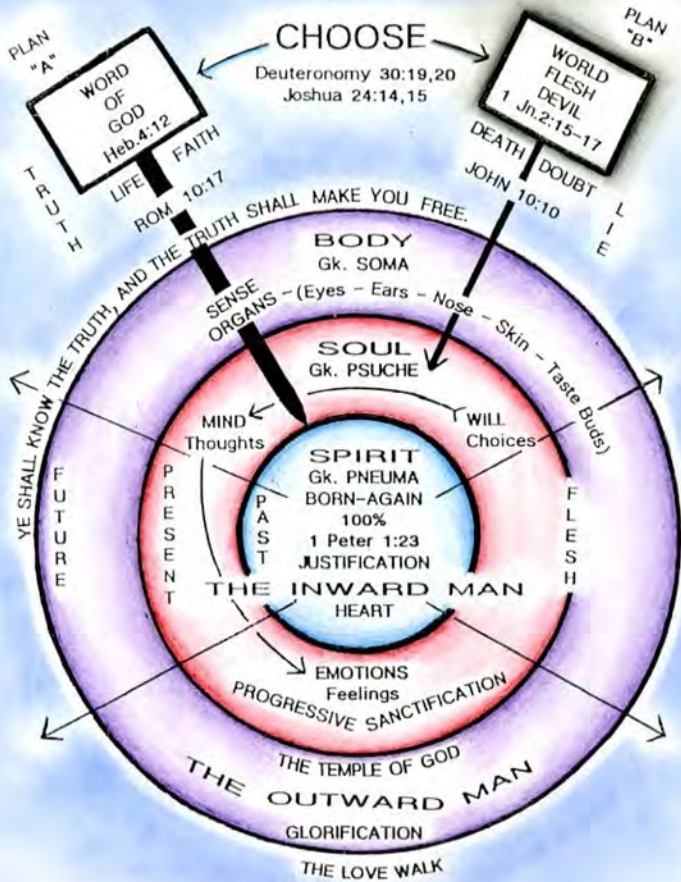 CHOOSE
Deuteronomy 30:19,20
Joshua 24:14,15
PLAN
"A"
WORD
OF
GOD
Heb.4:12
TRUTH
LIFE
FAITH
ROM 10:17
PLAN
"B"
WORLD
FLESH
DEVIL
1 Jn.2:15-17
DEATH
DOUBT
JOHN 10:10
LIE
YE SHALL KNOW THE TRUTH, AND THE TRUTH SHALL MAKE YOU FREE.
BODY
Gk. SOMA
SENSE
ORGANS - (Eyes - Ears - Nose - Skin - Taste Buds)
SOUL
Gk. PSUCHE
MIND
Thoughts
WILL
Choices
SPIRIT
Gk. PNEUMA
BORN-AGAIN
100%
1 Peter 1:23
JUSTIFICATION
FUTURE
PRESENT
PAST
FLESH
THE INWARD MAN
HEART
EMOTIONS
Feelings
PROGRESSIVE SANCTIFICATION
THE TEMPLE OF GOD
THE OUTWARD MAN
GLORIFICATION
THE LOVE WALK